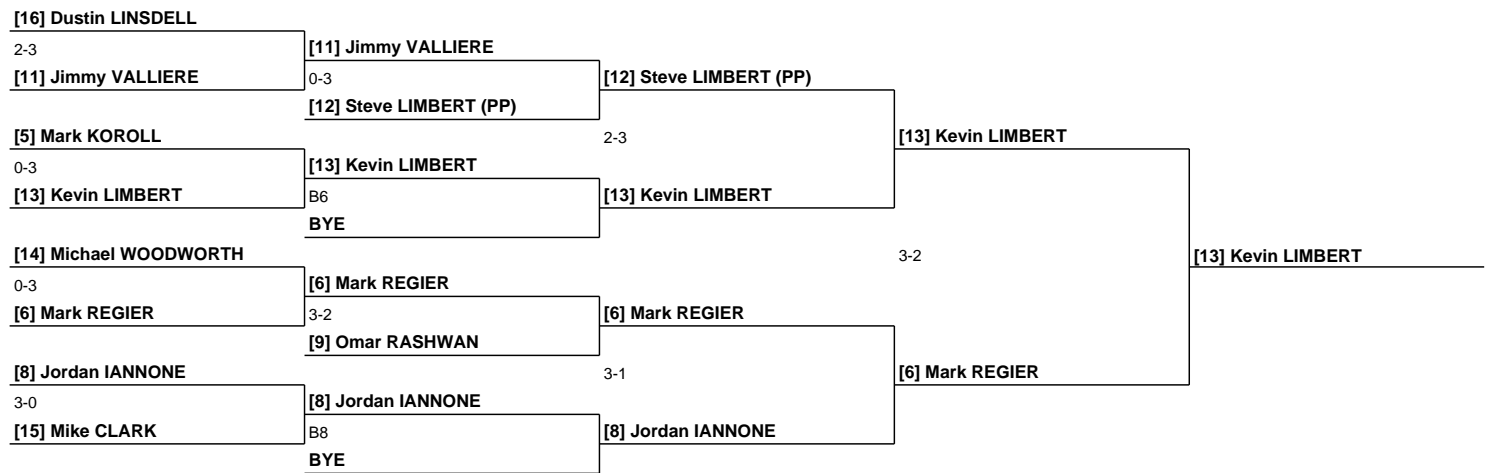 [16] Dustin LINSDELL
2-3
[11] Jimmy VALLIERE
[11] Jimmy VALLIERE
0-3
[12] Steve LIMBERT (PP)
[12] Steve LIMBERT (PP)
[5] Mark KOROLL
0-3
[13] Kevin LIMBERT
[13] Kevin LIMBERT
B6
BYE
2-3
[13] Kevin LIMBERT
[13] Kevin LIMBERT
[14] Michael WOODWORTH
0-3
[6] Mark REGIER
[6] Mark REGIER
3-2
[9] Omar RASHWAN
[6] Mark REGIER
[8] Jordan IANNONE
3-0
[15] Mike CLARK
[8] Jordan IANNONE
B8
BYE
3-1
[8] Jordan IANNONE
[6] Mark REGIER
3-2
[13] Kevin LIMBERT